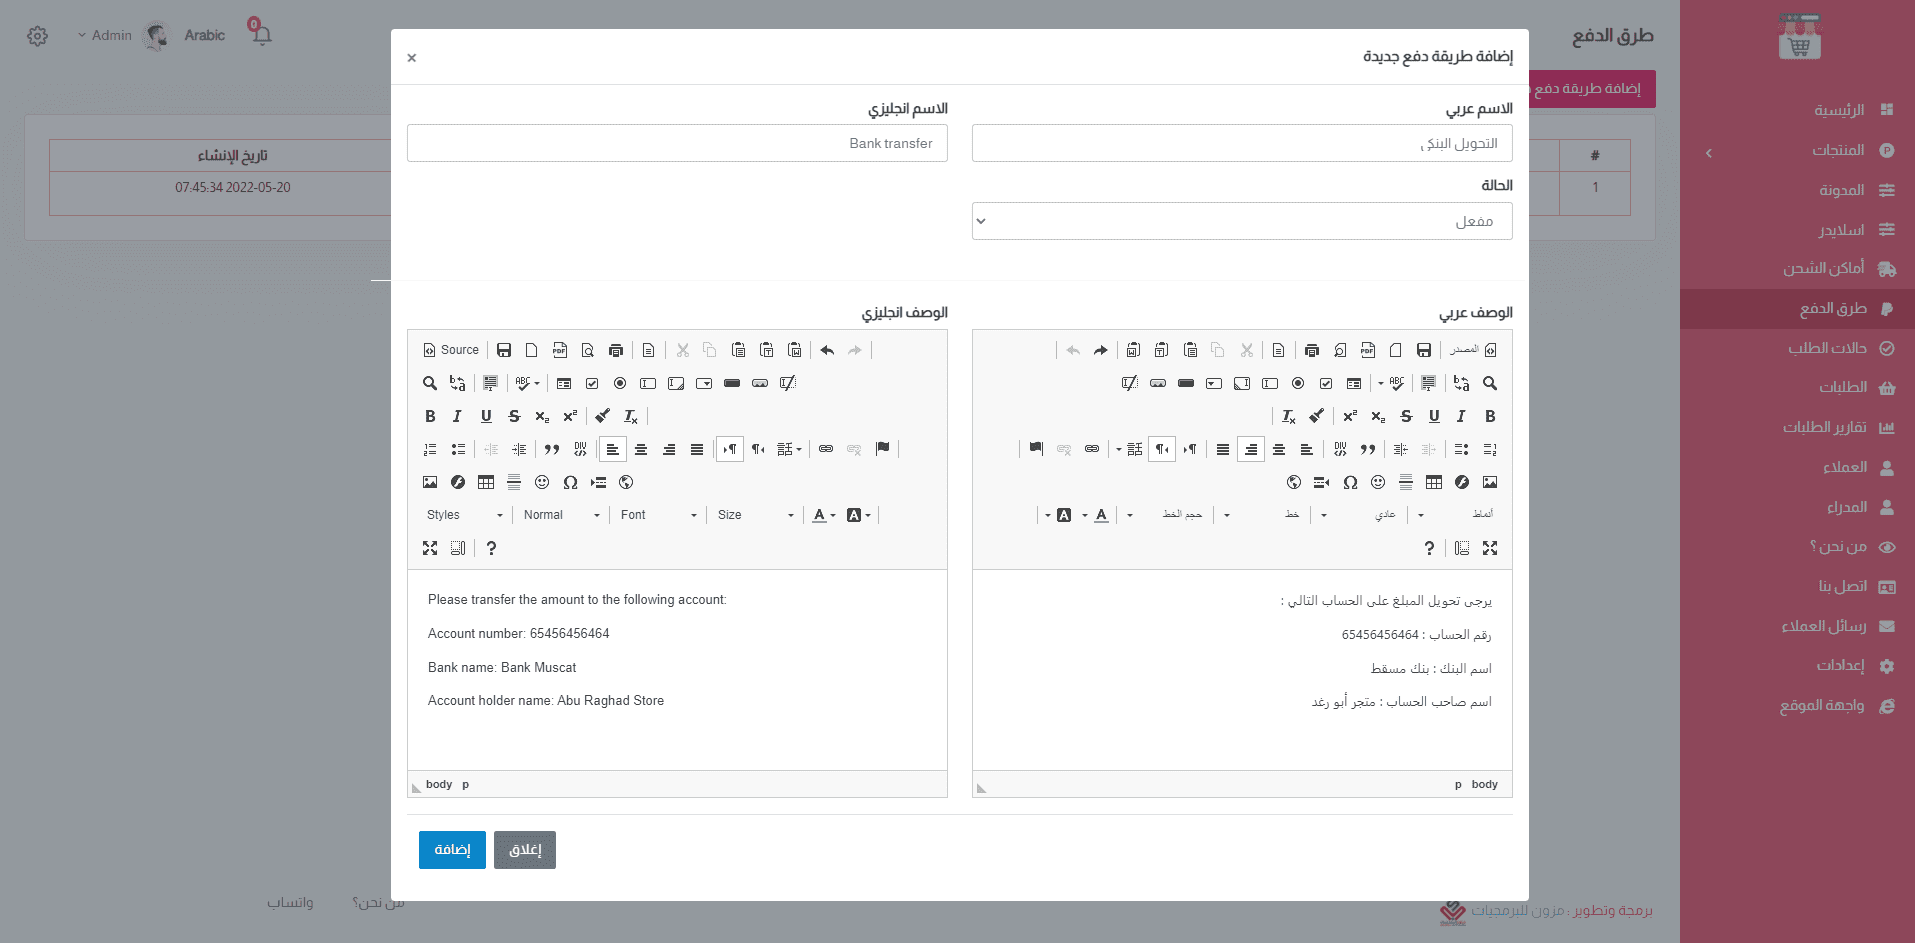 طرق الدفع
Arabic
0
Admin
إضافة طريقة دفع
#
1
تاريخ الإنشاء
2022-05-20 07:45:34
الرئيسية
المنتجات
المدونة
اسلايدر
أماكن الشحن
طرق الدفع
حالات الطلب
الطلبات
تقارير الطلبات
العملاء
المدراء
من نحن ؟
اتصل بنا
رسائل العملاء
إعدادات
واجهة الموقع
إضافة طريقة دفع جديدة
×
الاسم عربي
التحويل البنكي
الاسم انجليزي
Bank transfer
الحالة
مفعل
الوصف عربي
المصدر
أنماط
عادي
خط
حجم الخط
يرجى تحويل المبلغ على الحساب التالي :
رقم الحساب : 65456456464
اسم البنك : بنك مسقط
اسم صاحب الحساب : متجر أبو رغد
body p
الوصف انجليزي
Source
Styles
Normal
Font
Size
Please transfer the amount to the following account:
Account number: 65456456464
Bank name: Bank Muscat
Account holder name: Abu Raghad Store
body p
إغلاق
إضافة
برمجة وتطوير : مزون للبرمجيات
من نحن؟
واتساب